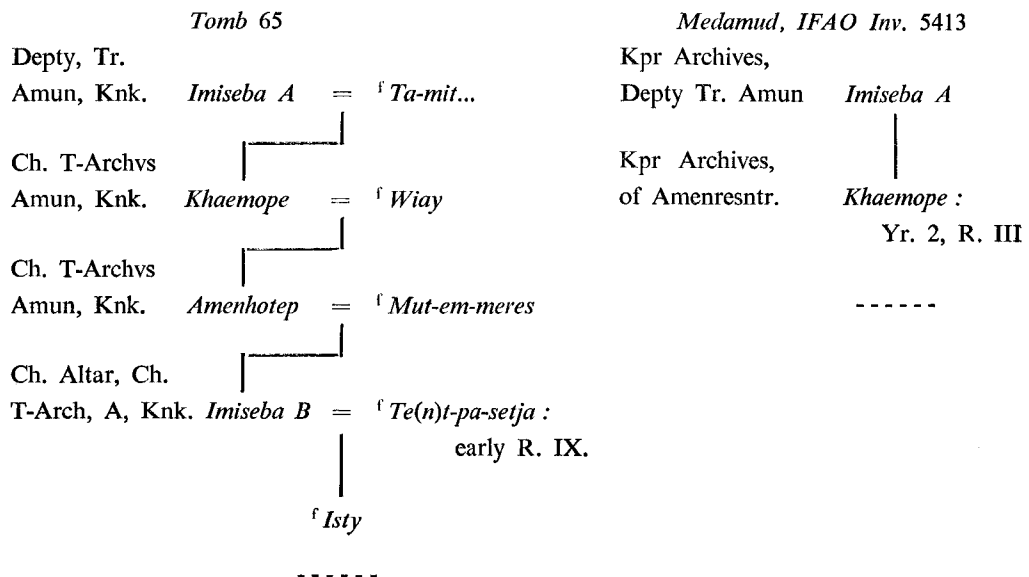 Tomb 65
Depty, Tr.
Amun, Knk. Imiseba A = f Ta-mit...
Ch. T-Archvs
Amun, Knk. Khaemope = f Wiay
Ch. T-Archvs
Amun, Knk. Amenhotep = f Mut-em-meres
Ch. Altar, Ch.
T-Arch, A, Knk. Imiseba B = f Te(n)t-pa-setja :
early R. IX.
f Isty
------
Medamud, IFAO Inv. 5413
Kpr Archives,
Depty Tr. Amun Imiseba A
Kpr Archives,
of Amenresntr. Khaemope :
Yr. 2, R. III
------